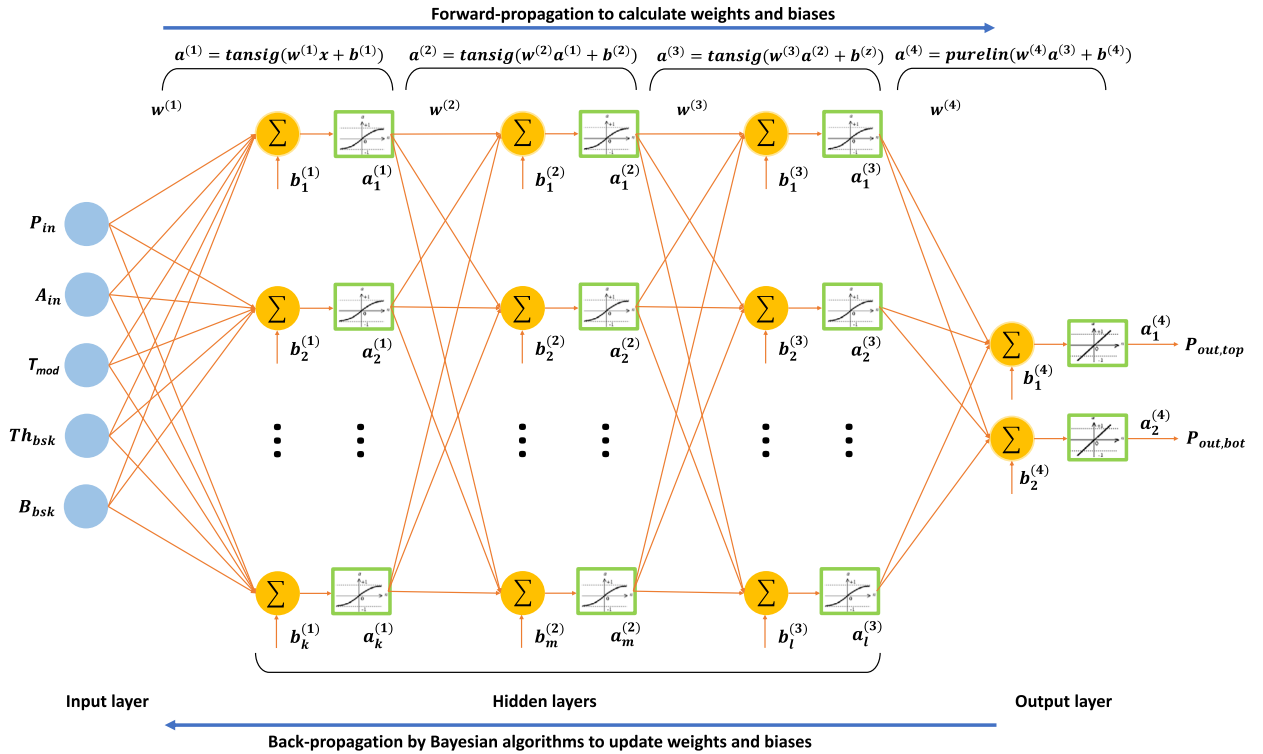 Forward-propagation to calculate weights and biases
a^(1) = tansig(w^(1)x + b^(1)) a^(2) = tansig(w^(2)a^(1) + b^(2)) a^(3) = tansig(w^(3)a^(2) + b^(z)) a^(4) = purelin(w^(4)a^(3) + b^(4))
w^(1) w^(2) w^(3) w^(4)
∑ ∑ ∑
b_1^(1) a_1^(1) b_1^(2) a_1^(2) b_1^(3) a_1^(3)
P_in
A_in
∑ ∑ ∑
b_2^(1) a_2^(1) b_2^(2) a_2^(2) b_2^(3) a_2^(3)
∑ a_1^(4) P_out,top
T_mod
b_1^(4)
Th_bsk
∑ a_2^(4) P_out,bot
b_2^(4)
B_bsk
∑ ∑ ∑
b_k^(1) a_k^(1) b_m^(2) a_m^(2) b_l^(3) a_l^(3)
Input layer Hidden layers Output layer
Back-propagation by Bayesian algorithms to update weights and biases